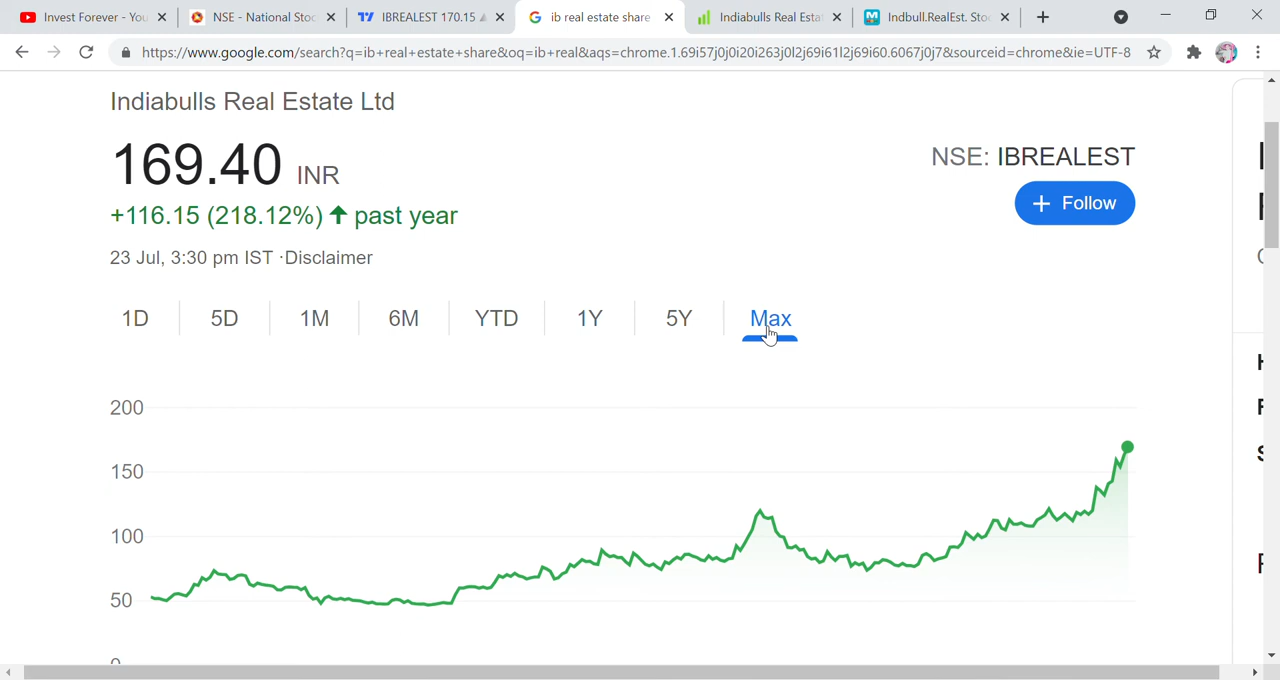 Invest Forever - You
NSE - National Stoc
IBREALEST 170.15
ib real estate share
Indiabulls Real Esta
Indbull.RealEst. Sto
https://www.google.com/search?q=ib+real+estate+share&oq=ib+real&aqs=chrome.1.69i57j0j0i20i263j0l2j69i61l2j69i60.6067j0j7&sourceid=chrome&ie=UTF-8
Indiabulls Real Estate Ltd
169.40 INR
NSE: IBREALEST
+116.15 (218.12%) ↑ past year
+ Follow
23 Jul, 3:30 pm IST ·Disclaimer
1D 5D 1M 6M YTD 1Y 5Y Max
200
150
100
50